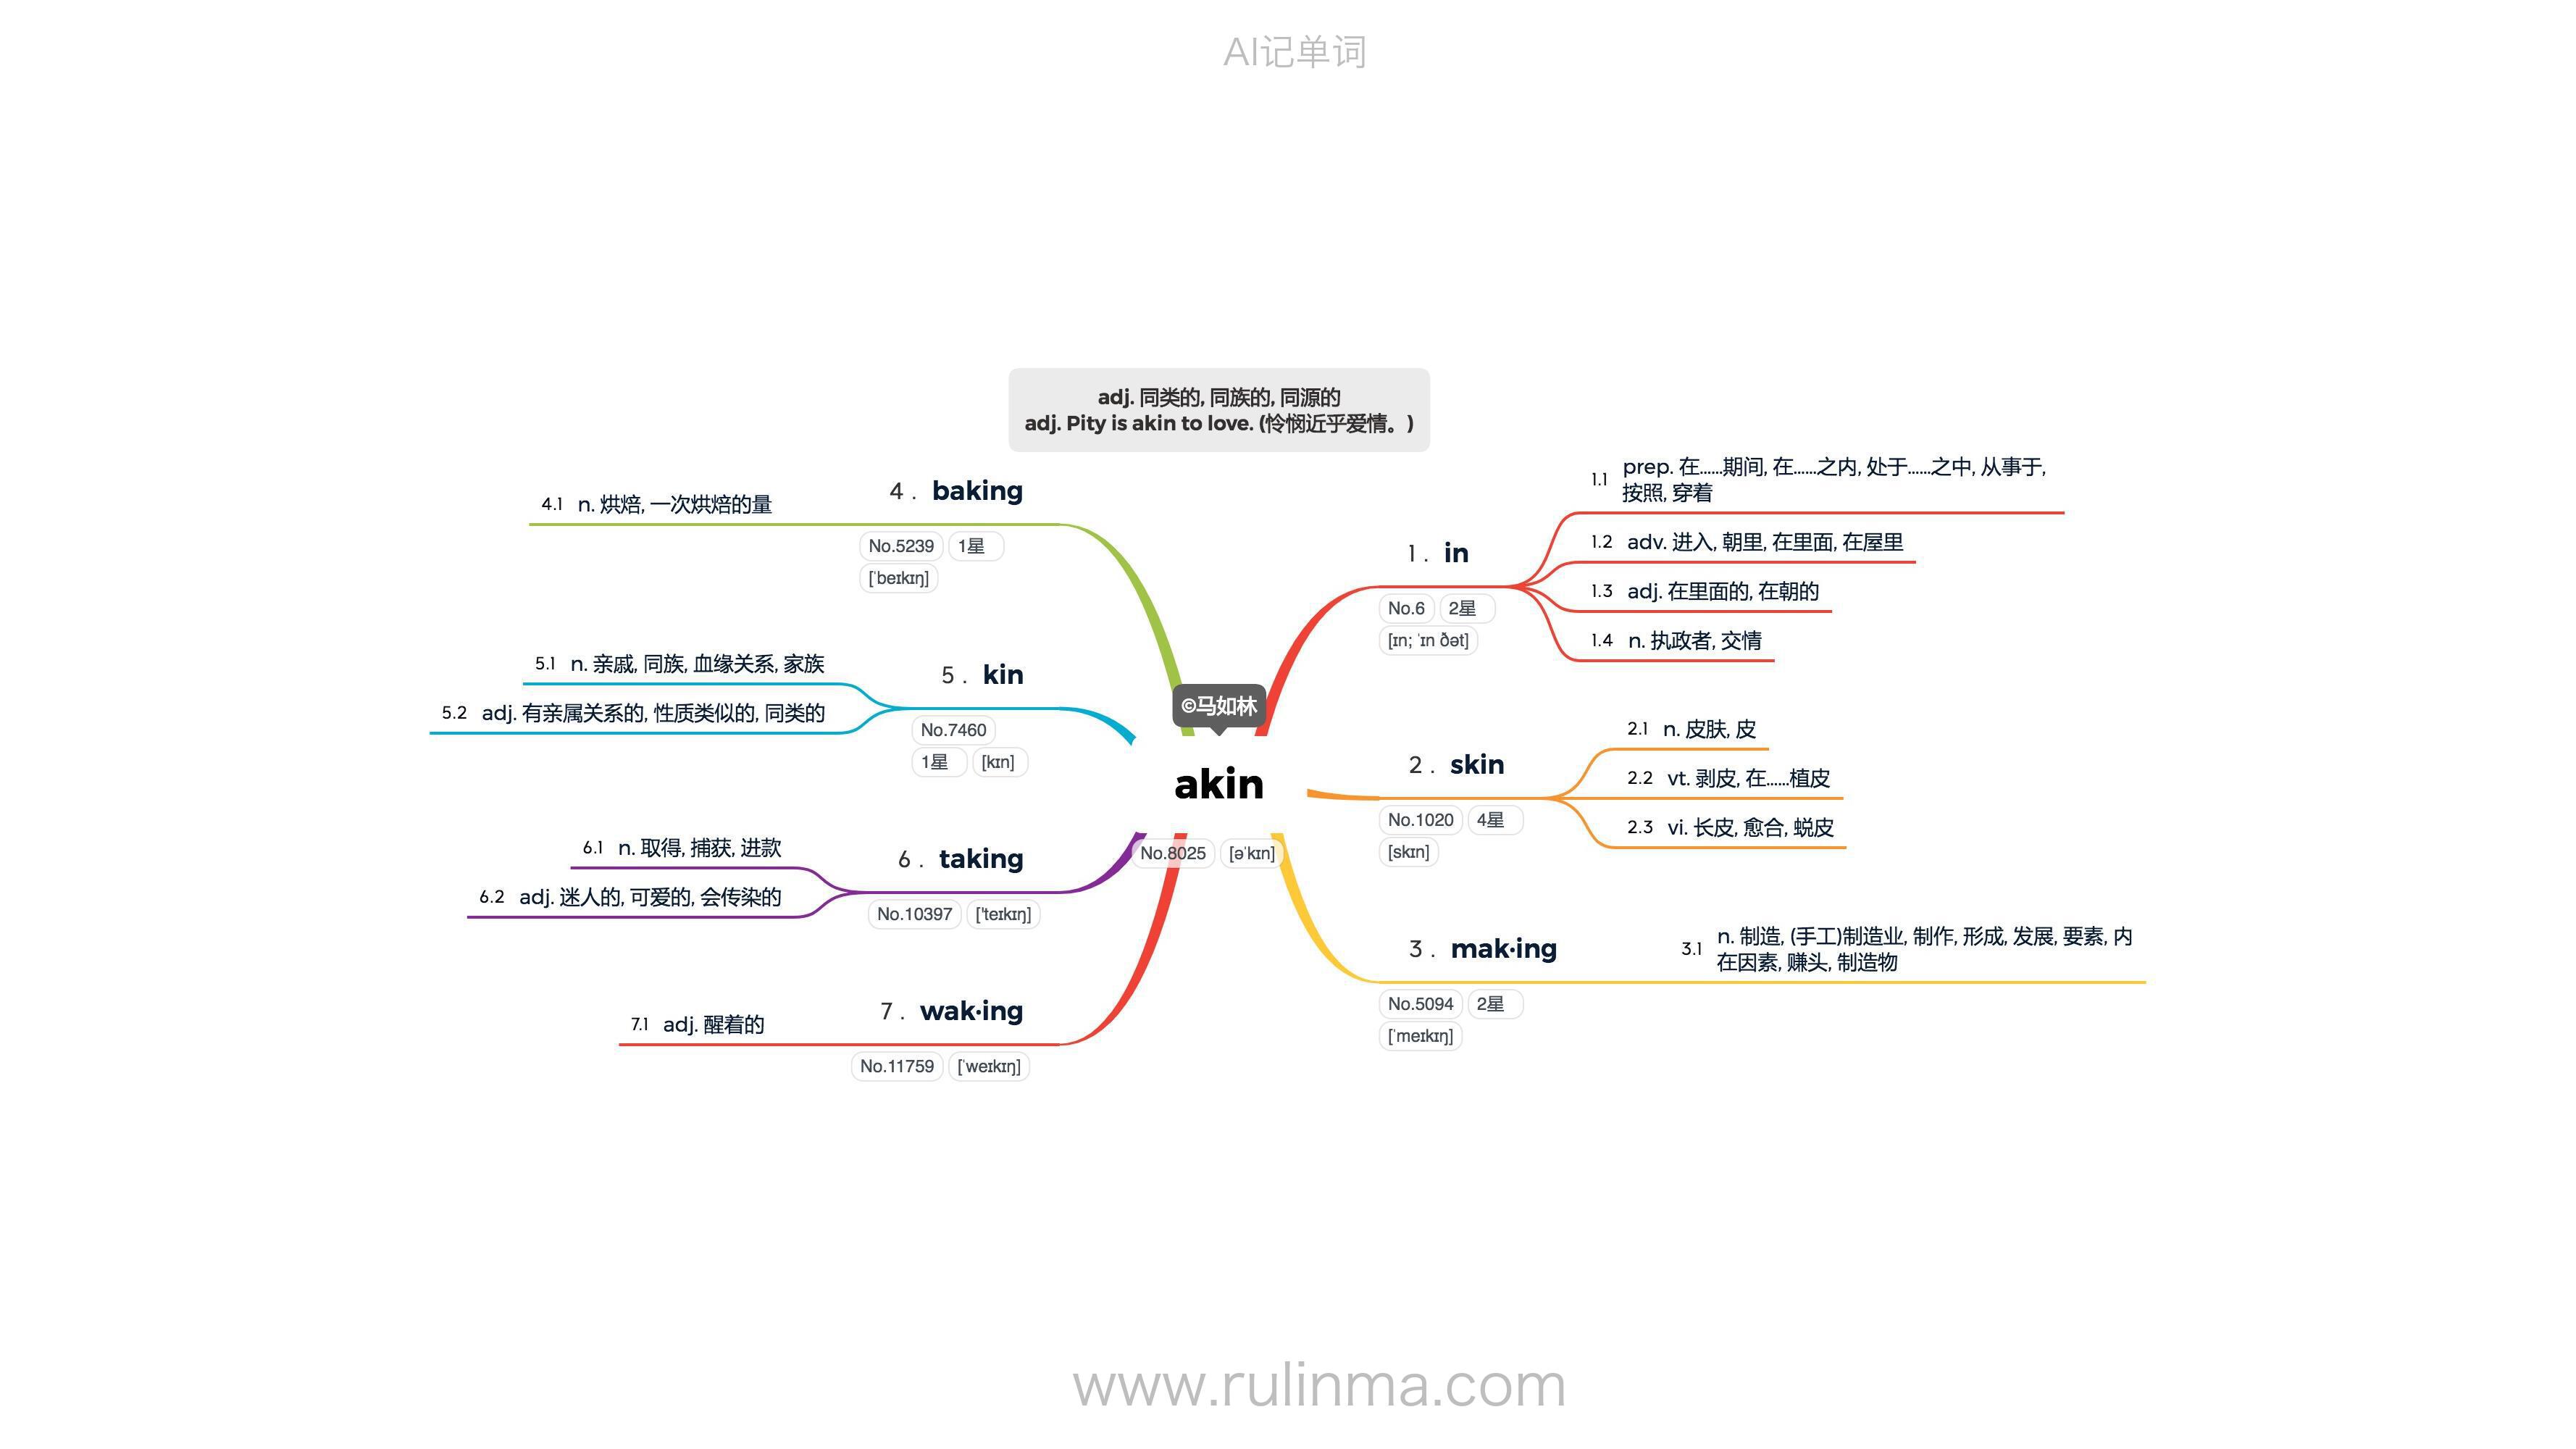 AI记单词
adj. 同类的, 同族的, 同源的
adj. Pity is akin to love. (怜悯近乎爱情。)
©马如林
akin
No.8025 [əˈkɪn]
1 . in
No.6 2星
[ɪn; ˈɪn ðət]
1.1 prep. 在……期间, 在……之内, 处于……之中, 从事于,
按照, 穿着
1.2 adv. 进入, 朝里, 在里面, 在屋里
1.3 adj. 在里面的, 在朝的
1.4 n. 执政者, 交情
2 . skin
No.1020 4星
[skɪn]
2.1 n. 皮肤, 皮
2.2 vt. 剥皮, 在……植皮
2.3 vi. 长皮, 愈合, 蜕皮
3 . mak·ing
No.5094 2星
[ˈmeɪkɪŋ]
3.1 n. 制造, (手工)制造业, 制作, 形成, 发展, 要素, 内
在因素, 赚头, 制造物
4 . baking
No.5239 1星
[ˈbeɪkɪŋ]
4.1 n. 烘焙, 一次烘焙的量
5 . kin
No.7460
1星 [kɪn]
5.1 n. 亲戚, 同族, 血缘关系, 家族
5.2 adj. 有亲属关系的, 性质类似的, 同类的
6 . taking
No.10397 ['teɪkɪŋ]
6.1 n. 取得, 捕获, 进款
6.2 adj. 迷人的, 可爱的, 会传染的
7 . wak·ing
No.11759 [ˈweɪkɪŋ]
7.1 adj. 醒着的
www.rulinma.com